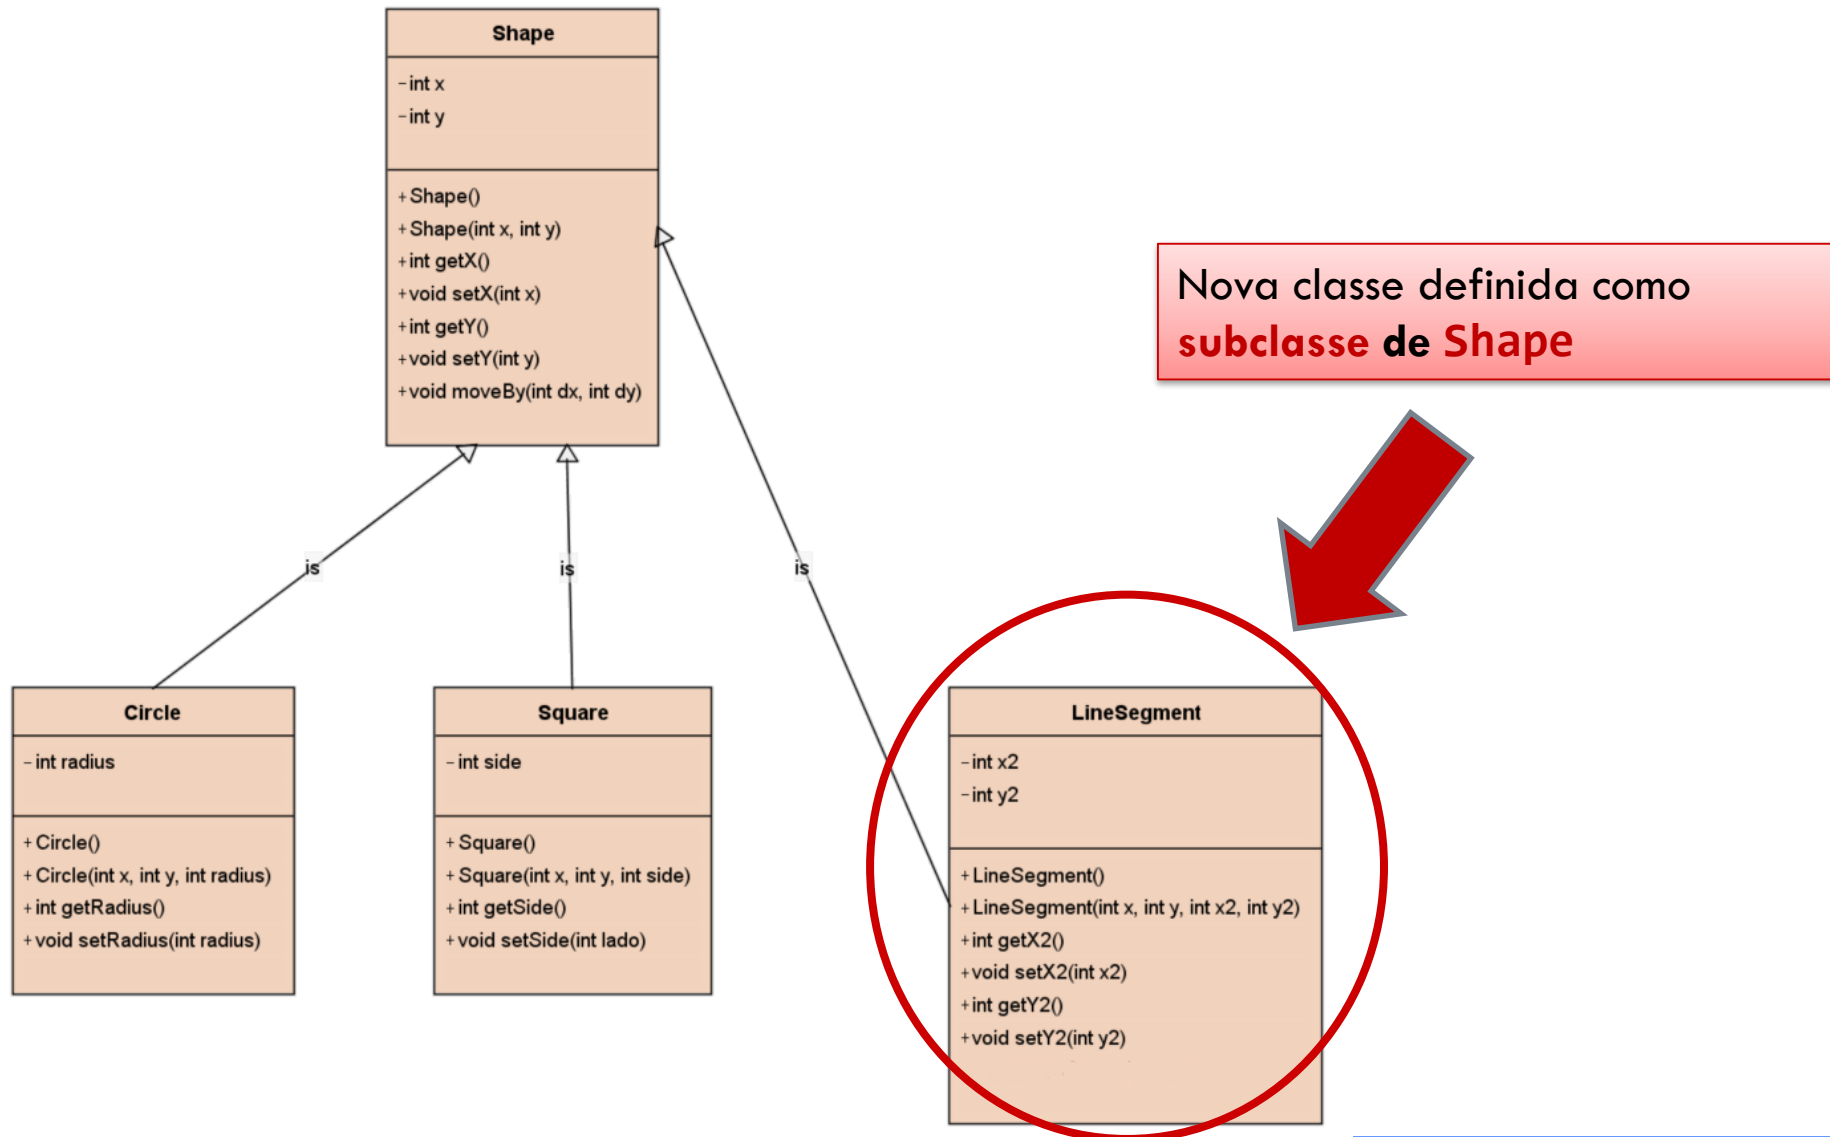 Shape
-int x
-int y
+Shape()
+Shape(int x, int y)
+int getX()
+void setX(int x)
+int getY()
+void setY(int y)
+void moveBy(int dx, int dy)
Nova classe definida como
subclasse de Shape
is
is
is
Circle
-int radius
+Circle()
+Circle(int x, int y, int radius)
+int getRadius()
+void setRadius(int radius)
Square
-int side
+Square()
+Square(int x, int y, int side)
+int getSide()
+void setSide(int lado)
LineSegment
-int x2
-int y2
+LineSegment()
+LineSegment(int x, int y, int x2, int y2)
+int getX2()
+void setX2(int x2)
+int getY2()
+void setY2(int y2)